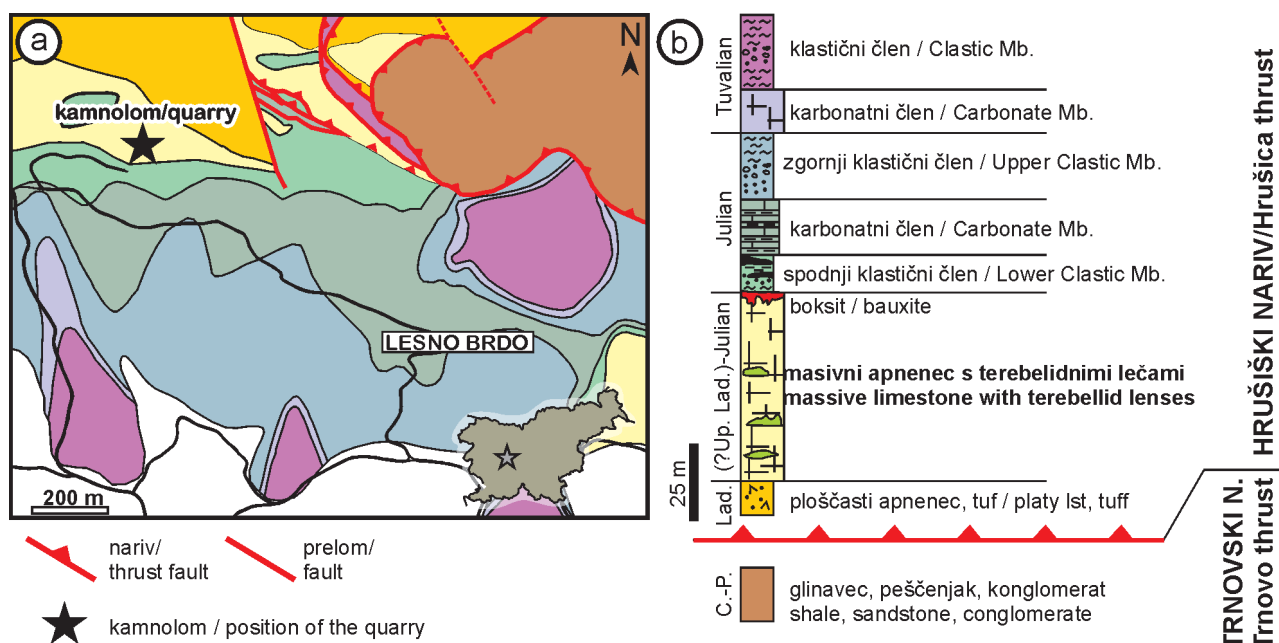 a
N
kamnolom/quarry
LESNO BRDO
200 m
nariv/
thrust fault
prelom/
fault
kamnolom / position of the quarry
b
Tuvalian
klastični člen / Clastic Mb.
karbonatni člen / Carbonate Mb.
Julian
zgornji klastični člen / Upper Clastic Mb.
karbonatni člen / Carbonate Mb.
spodnji klastični člen / Lower Clastic Mb.
(?Up. Lad.)-Julian
boksit / bauxite
masivni apnenec s terebelidnimi lečami
massive limestone with terebellid lenses
25 m
Lad.
ploščasti apnenec, tuf / platy lst, tuff
C.-P.
glinavec, peščenjak, konglomerat
shale, sandstone, conglomerate
HRUŠIŠKI NARIV/Hrušica thrust
TRNOVSKI N.
Trnovo thrust